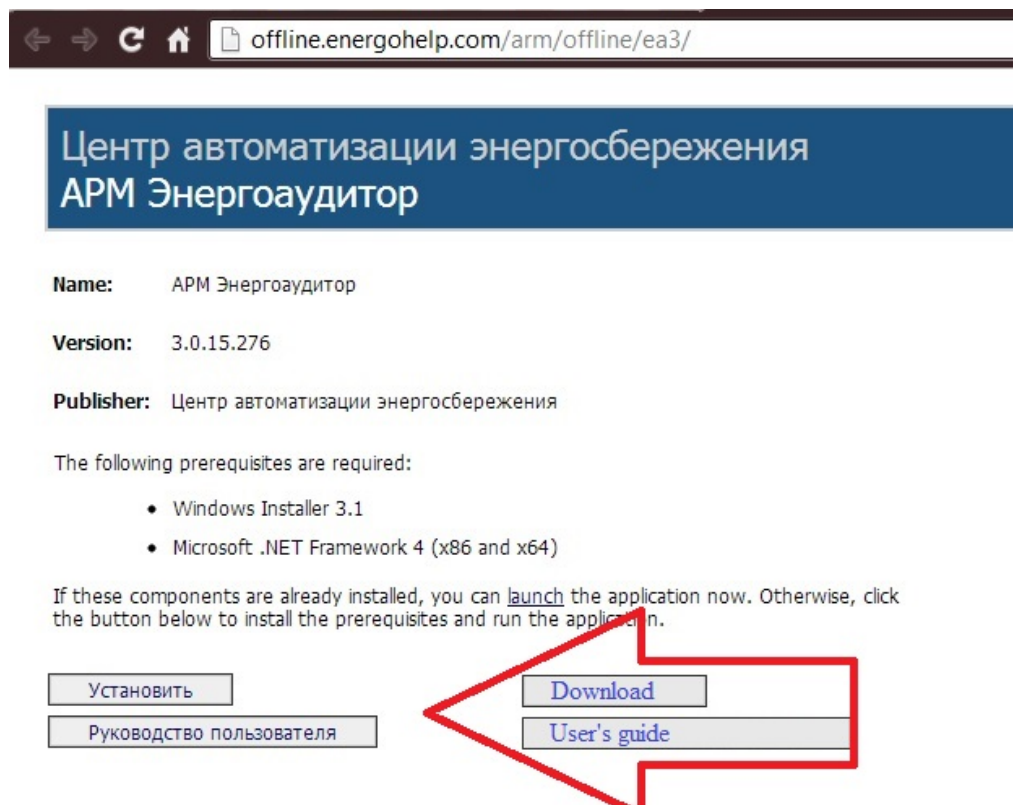 offline.energohelp.com/arm/offline/ea3/
Центр автоматизации энергосбережения
АРМ Энергоаудитор
Name: АРМ Энергоаудитор
Version: 3.0.15.276
Publisher: Центр автоматизации энергосбережения
The following prerequisites are required:
• Windows Installer 3.1
• Microsoft .NET Framework 4 (x86 and x64)
If these components are already installed, you can launch the application now. Otherwise, click
the button below to install the prerequisites and run the application.
Установить Download
Руководство пользователя User's guide